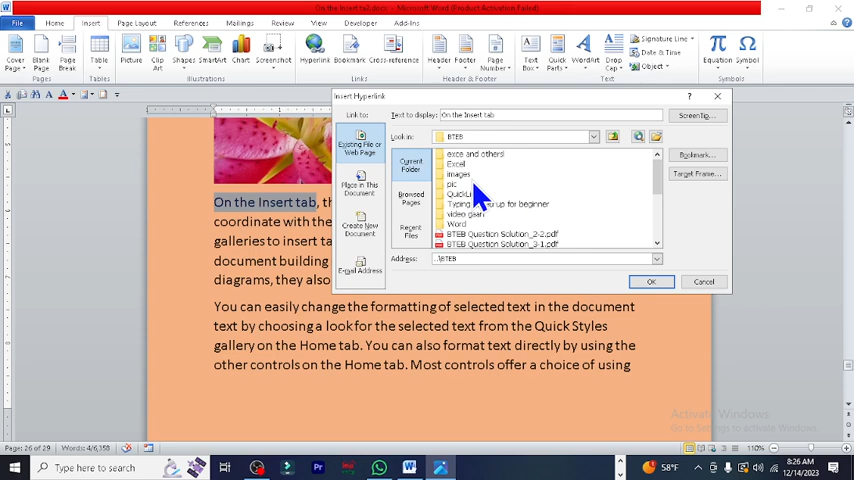 On the Insert ta2.docx - Microsoft Word (Product Activation Failed)
File Home Insert Page Layout References Mailings Review View Developer Add-Ins
Cover Page Blank Page Page Break Table Picture Clip Art Shapes SmartArt Chart Screenshot Hyperlink Bookmark Cross-reference Header Footer Page Number Text Box Quick Parts WordArt Drop Cap Signature Line Date & Time Object Equation Symbol
Pages Tables Illustrations Links Header & Footer Text Symbols
Insert Hyperlink ?
Link to: Text to display: On the Insert tab ScreenTip...
Existing File or Web Page
Look in: BTEB
Current Folder
exce and others!
Excel
Bookmark...
images
Target Frame...
pic
Place in This Document
Browsed Pages
Typing
up for beginner
video gaan
Word
Create New Document
Recent Files
BTEB Question Solution_2-2.pdf
BTEB Question Solution_3-1.pdf
E-mail Address
Address: ..\BTEB
OK Cancel
On the Insert tab,
coordinate with the
galleries to insert
document building
diagrams, they also
You can easily change the formatting of selected text in the document
text by choosing a look for the selected text from the Quick Styles
gallery on the Home tab. You can also format text directly by using the
other controls on the Home tab. Most controls offer a choice of using
Activate Windows
Go to Settings to activate Windows.
Page: 26 of 29 Words: 4/6,358 110%
Type here to search 58°F 8:26 AM
12/14/2023